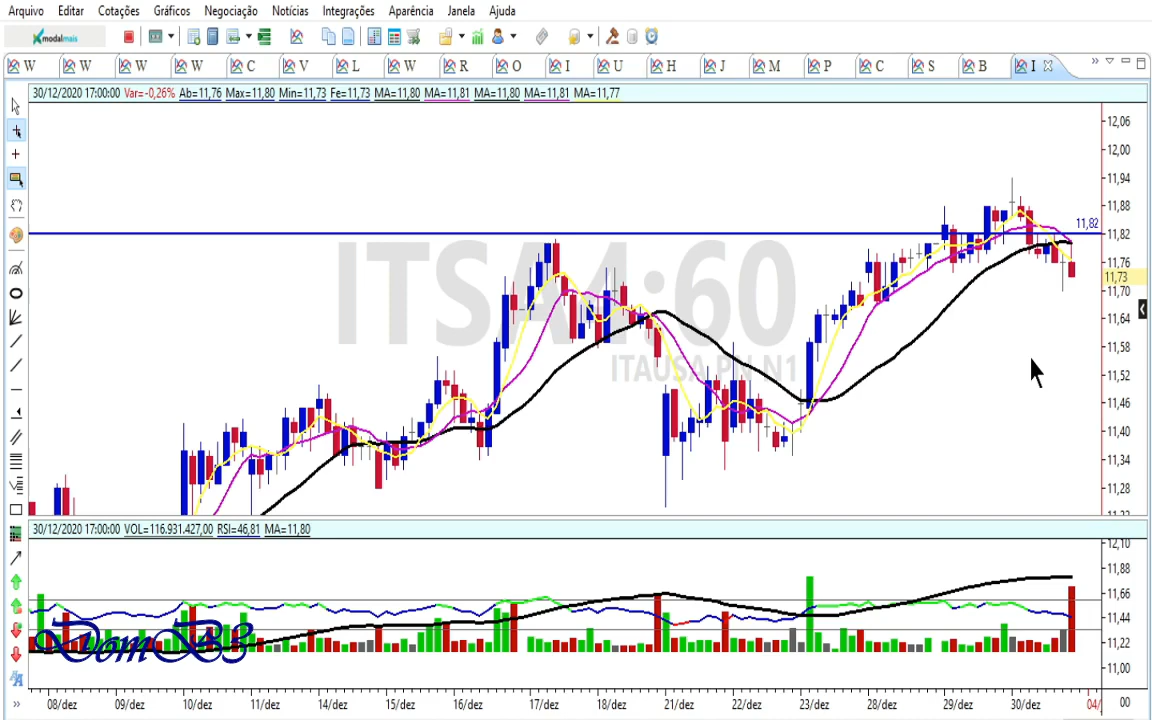 Arquivo Editar Cotações Gráficos Negociação Notícias Integrações Aparência Janela Ajuda
modalmais
W W W W C V L W R O I U H J M P C S B I
30/12/2020 17:00:00 Var=-0,26% Ab=11,76 Max=11,80 Min=11,73 Fe=11,73 MA=11,80 MA=11,81 MA=11,80 MA=11,81 MA=11,77
ITSA4:60
ITAUSA PN N1
12,06
12,00
11,94
11,88
11,82
11,82
11,76
11,73
11,70
11,64
11,58
11,52
11,46
11,40
11,34
11,28
30/12/2020 17:00:00 VOL=116.931.427,00 RSI=46,81 MA=11,80
12,10
11,88
11,66
11,44
11,22
11,00
DomB3
08/dez 09/dez 10/dez 11/dez 14/dez 15/dez 16/dez 17/dez 18/dez 21/dez 22/dez 23/dez 28/dez 29/dez 30/dez 04/ 00